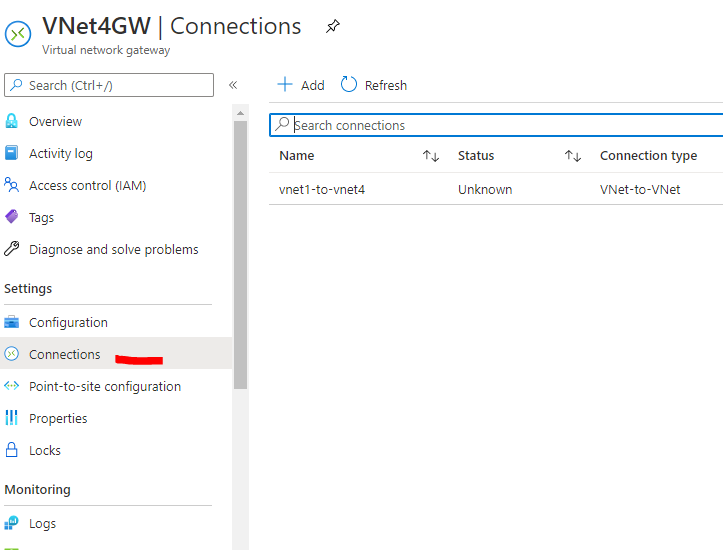 VNet4GW | Connections
Virtual network gateway
Search (Ctrl+/)
«
Overview
Activity log
Access control (IAM)
Tags
Diagnose and solve problems
Settings
Configuration
Connections
Point-to-site configuration
Properties
Locks
Monitoring
Logs
Add Refresh
Search connections
Name Status Connection type
vnet1-to-vnet4 Unknown VNet-to-VNet